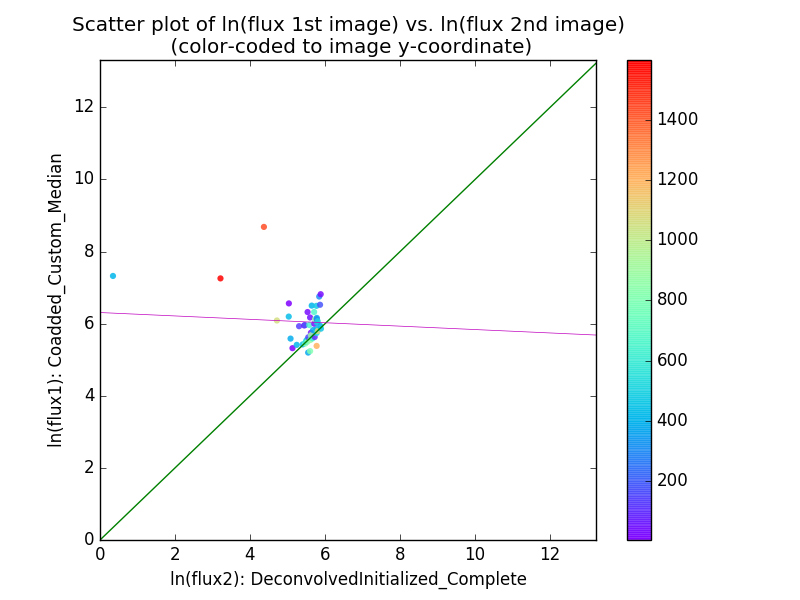 Scatter plot of ln(flux 1st image) vs. ln(flux 2nd image)
(color-coded to image y-coordinate)
ln(flux1): Coadded_Custom_Median
12
10
8
6
4
2
0
0 2 4 6 8 10 12
ln(flux2): DeconvolvedInitialized_Complete
1400
1200
1000
800
600
400
200